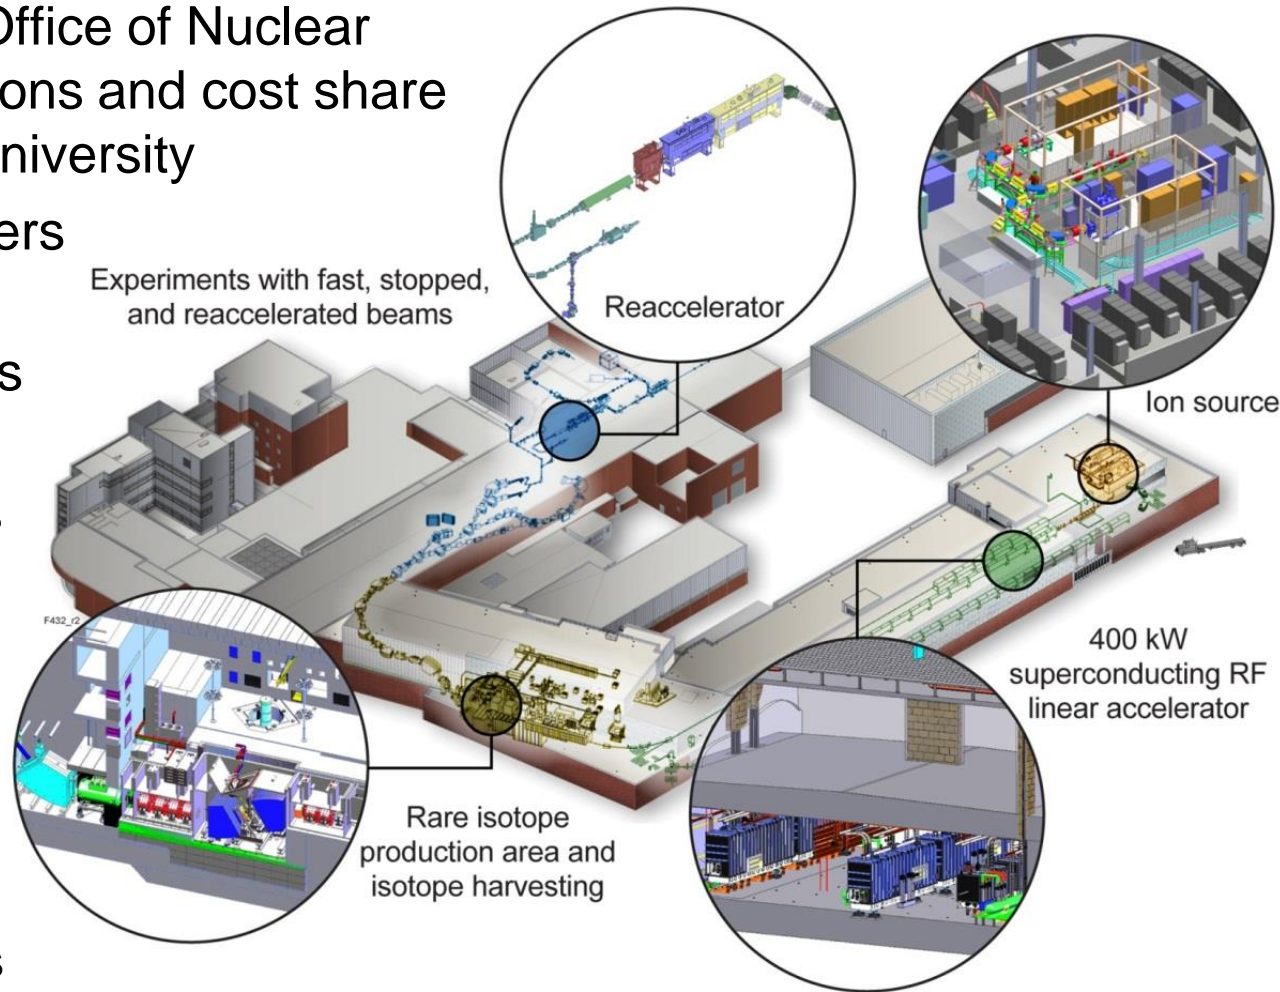 Office of Nuclear
ons and cost share
niversity
ers
Experiments with fast, stopped,
and reaccelerated beams
s
Reaccelerator
Ion source
F432_r2
400 kW
superconducting RF
linear accelerator
Rare isotope
production area and
isotope harvesting
s